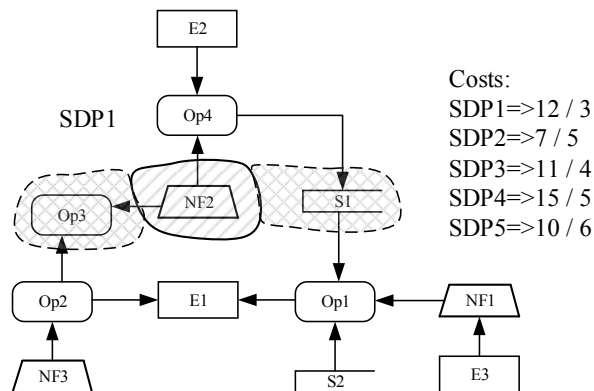 E2
Costs:
SDP1=>12 / 3
SDP2=>7 / 5
SDP3=>11 / 4
SDP4=>15 / 5
SDP5=>10 / 6
SDP1
Op4
Op3
NF2
S1
Op2
E1
Op1
NF1
NF3
S2
E3